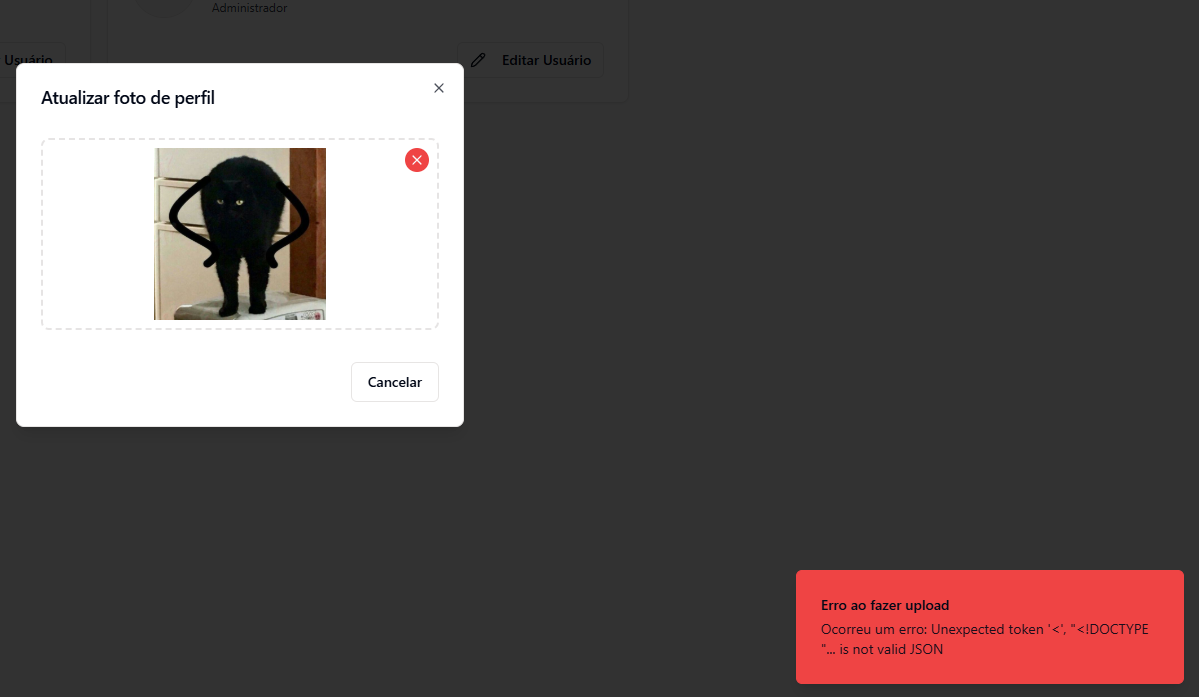 Administrador
Usuário
Editar Usuário
Atualizar foto de perfil
Cancelar
Erro ao fazer upload
Ocorreu um erro: Unexpected token '<', "<!DOCTYPE
"... is not valid JSON